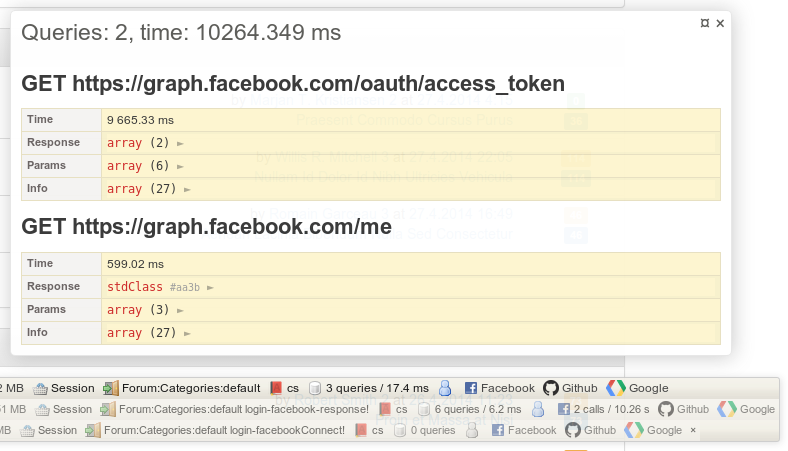 Queries: 2, time: 10264.349 ms
¤ ×
GET https://graph.facebook.com/oauth/access_token
Time 9 665.33 ms
Response array (2) ►
Params array (6) ►
Info array (27) ►
GET https://graph.facebook.com/me
Time 599.02 ms
Response stdClass #aa3b ►
Params array (3) ►
Info array (27) ►
2 MB Session Forum:Categories:default cs 3 queries / 17.4 ms Facebook Github Google
51 MB Session Forum:Categories:default login-facebook-response! cs 6 queries / 6.2 ms 2 calls / 10.26 s Github Google
MB Session Forum:Categories:default login-facebookConnect! cs 0 queries Facebook Github Google ×